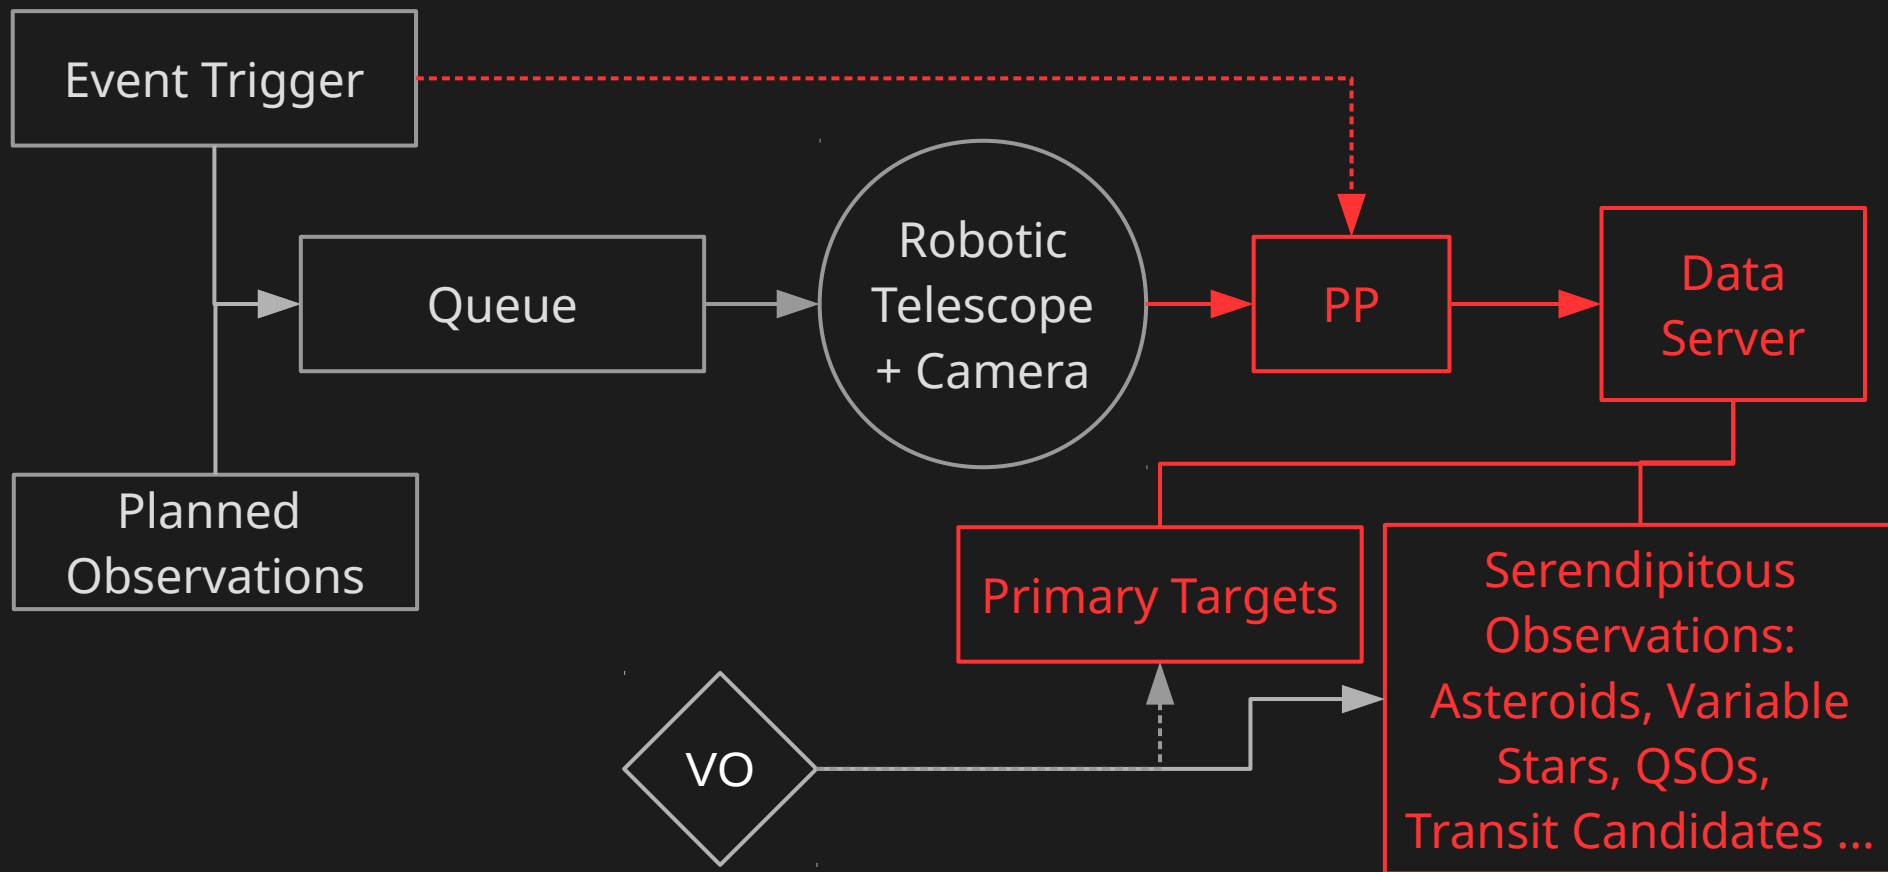 Event Trigger
Queue
Robotic
Telescope
+ Camera
PP
Data
Server
Planned
Observations
Primary Targets
Serendipitous
Observations:
Asteroids, Variable
Stars, QSOs,
Transit Candidates ...
VO